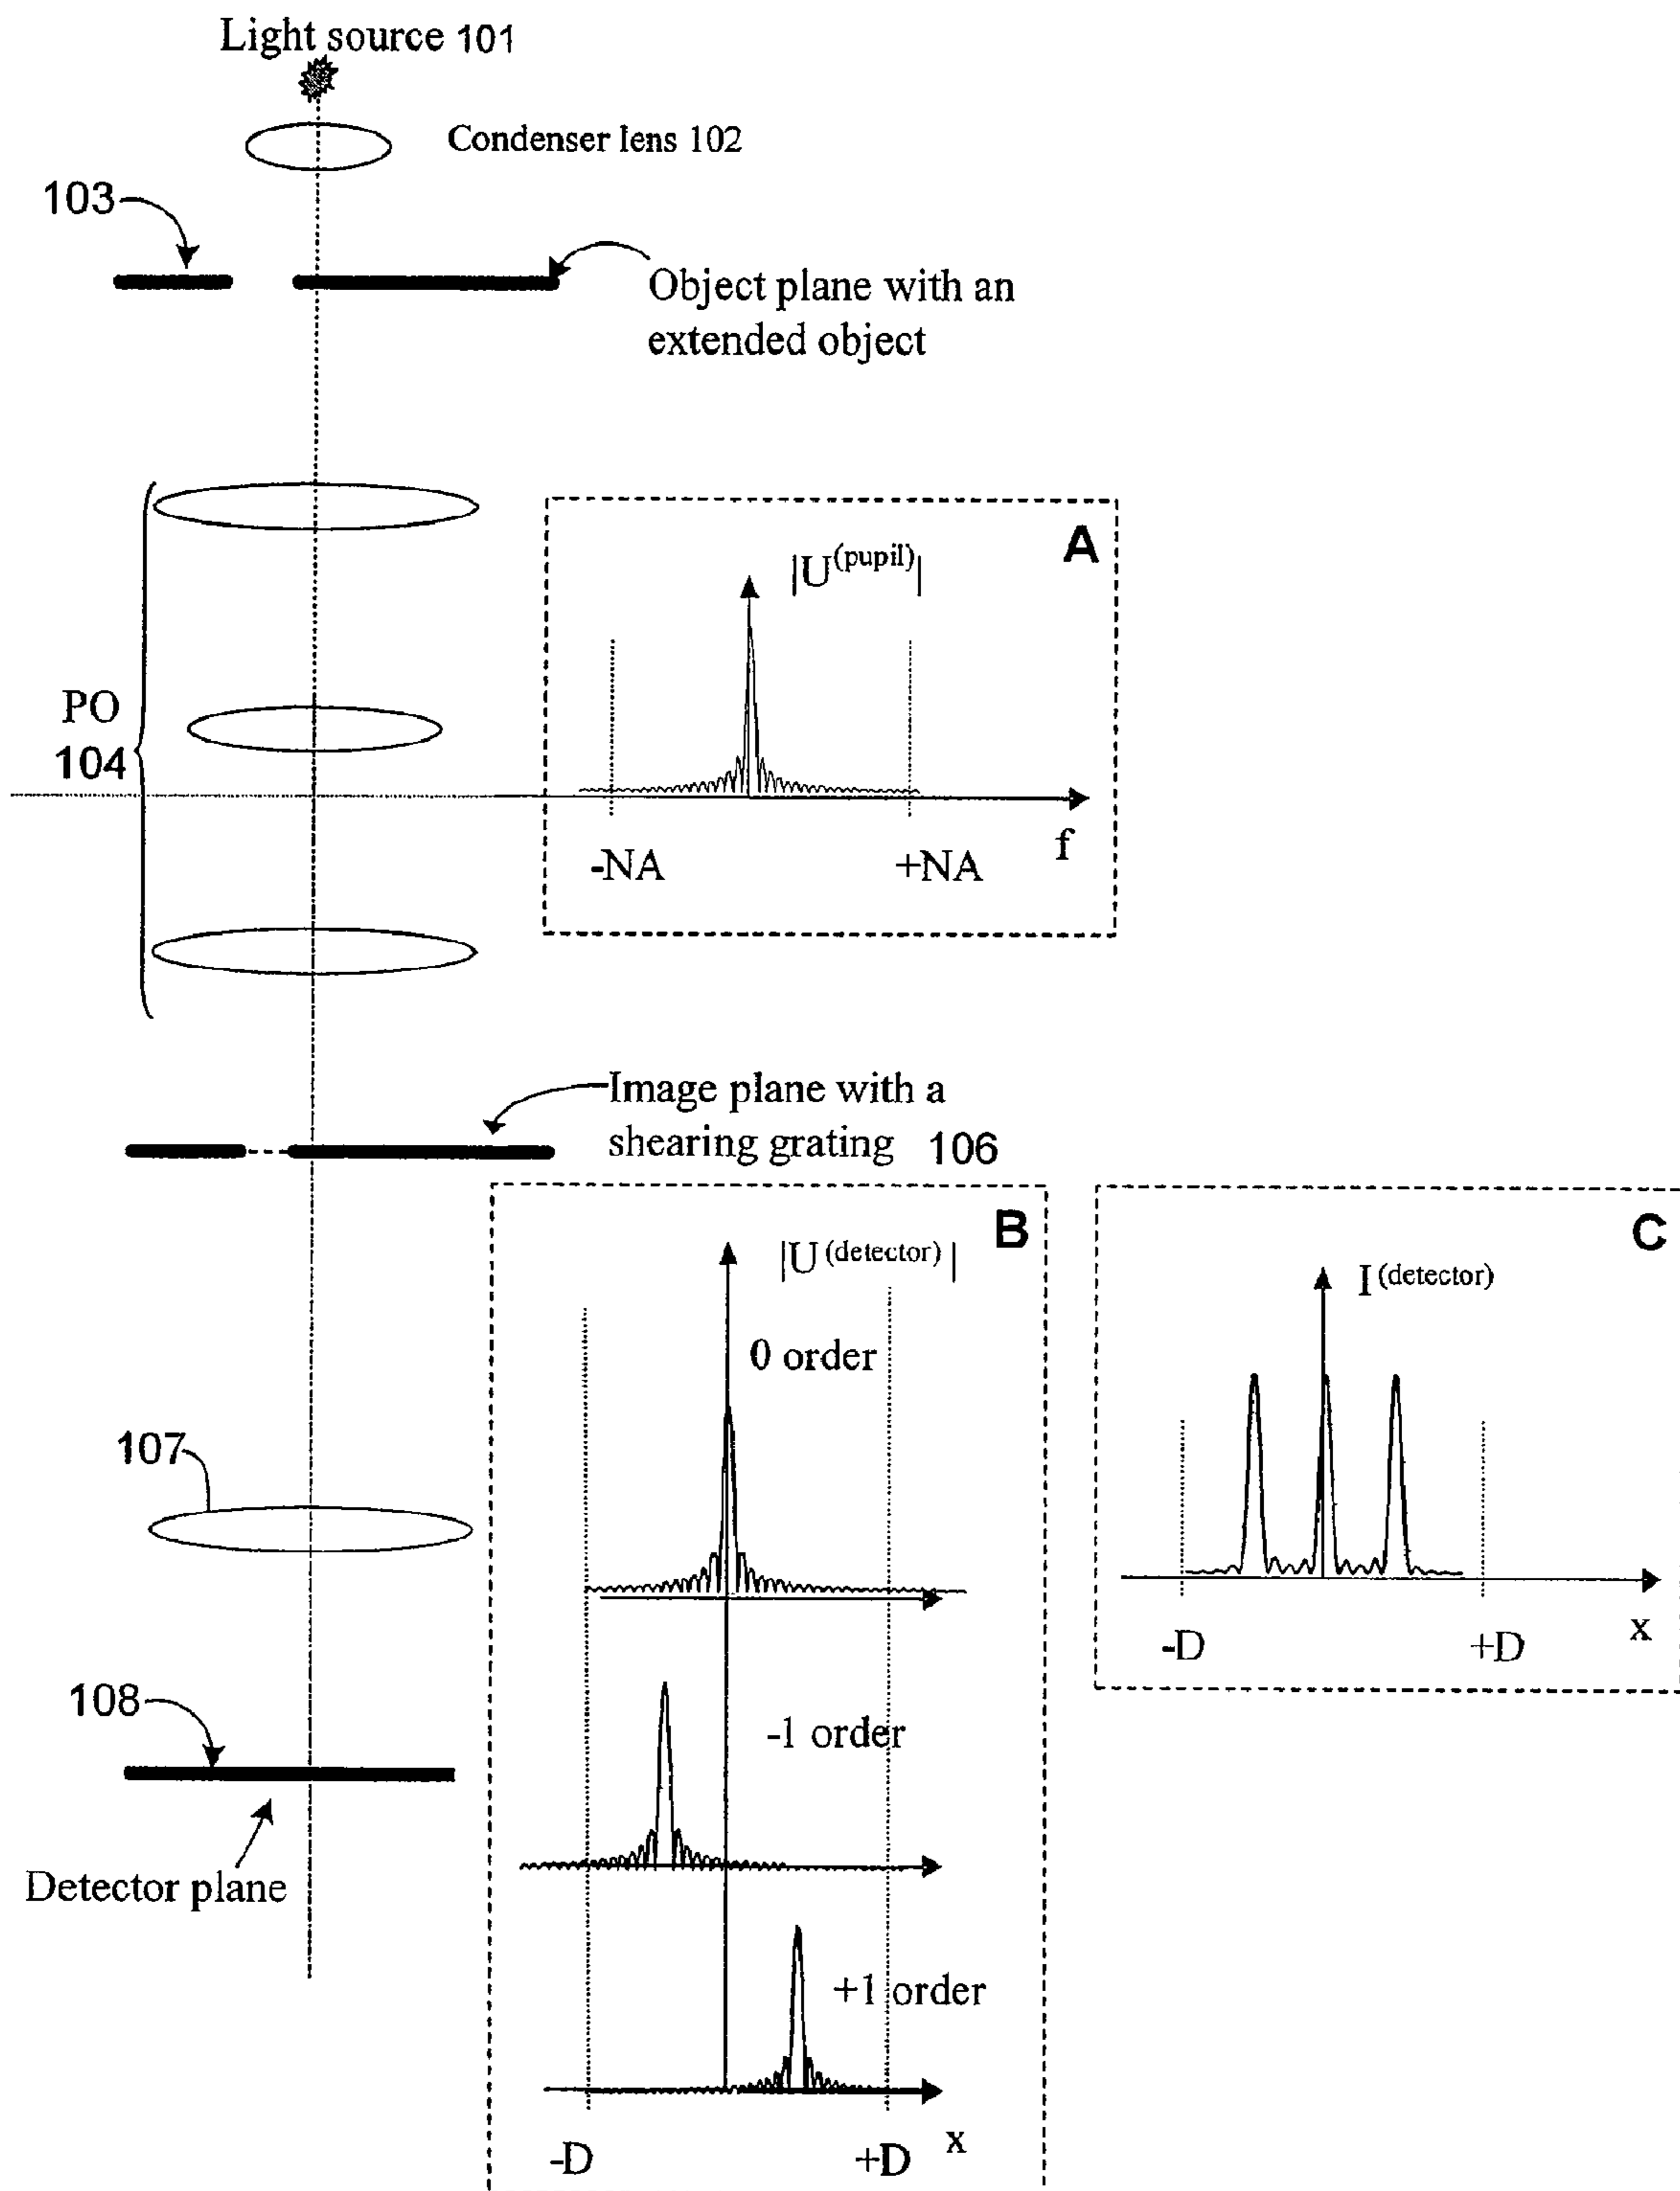 Light source 101
Condenser lens 102
103
Object plane with an
extended object
A
|U(pupil)|
PO
104
f
-NA
+NA
Image plane with a
shearing grating 106
B
|U (detector) |
0 order
C
I (detector)
107
-D
+D
x
108
-1 order
Detector plane
+1 order
-D
+D
x